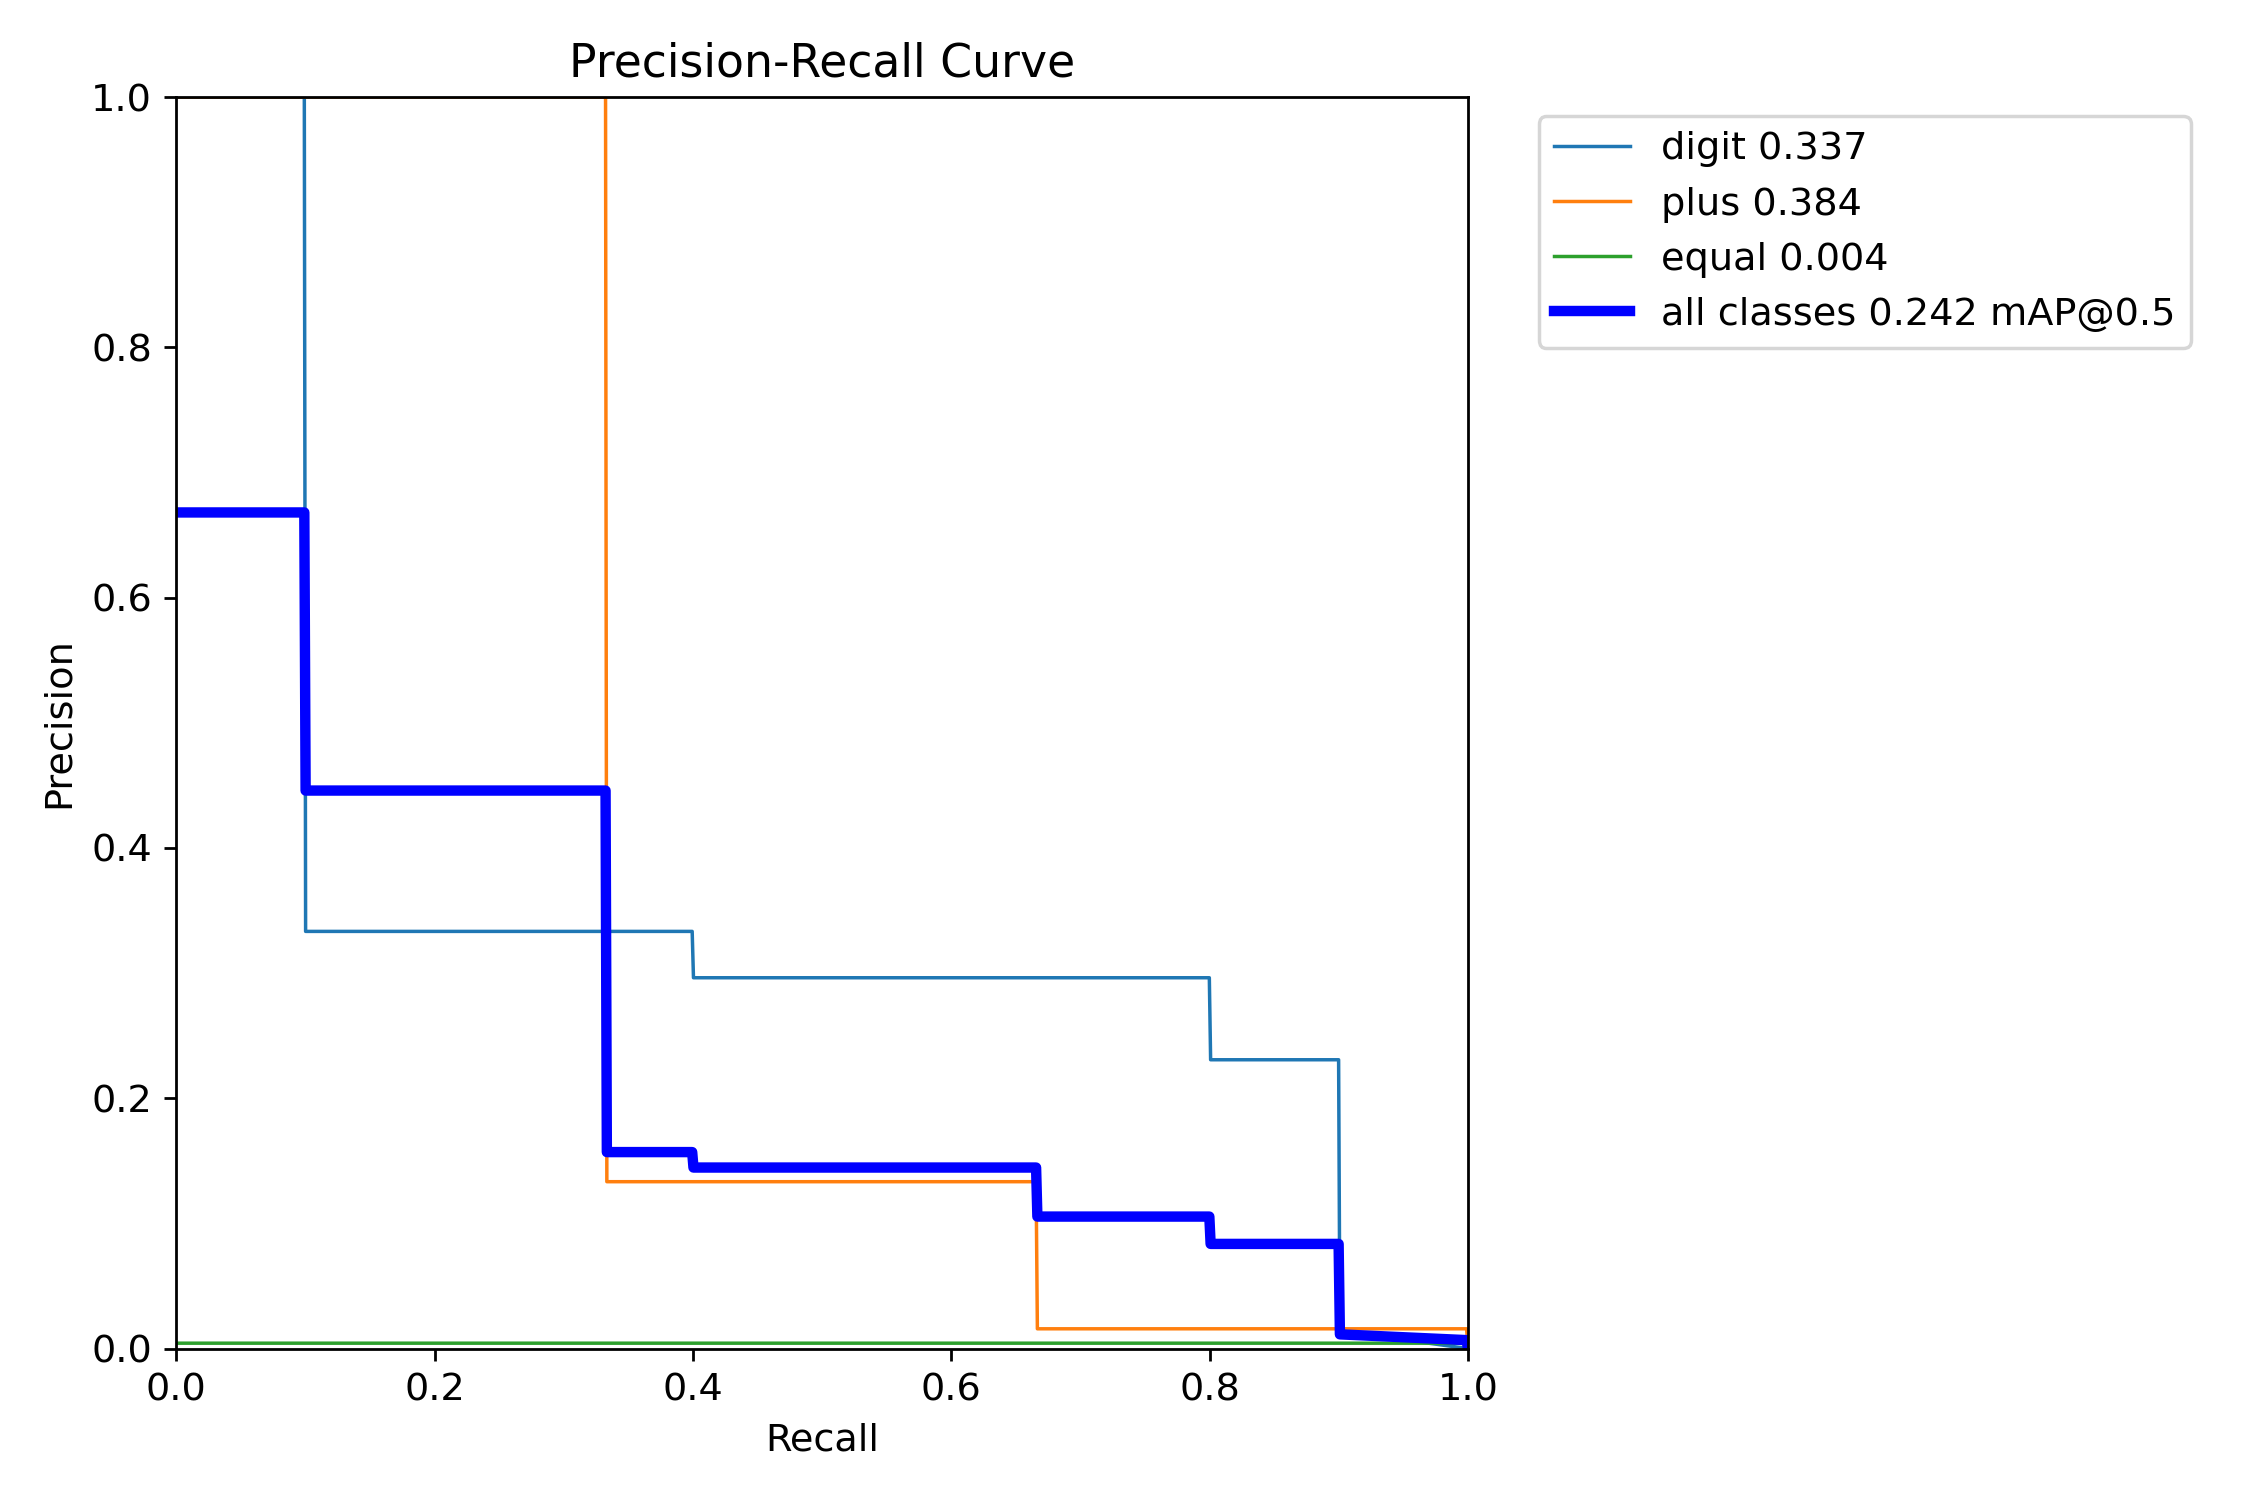 Precision-Recall Curve
1.0
0.8
0.6
0.4
0.2
0.0
Precision
0.0 0.2 0.4 0.6 0.8 1.0
Recall
digit 0.337
plus 0.384
equal 0.004
all classes 0.242 mAP@0.5